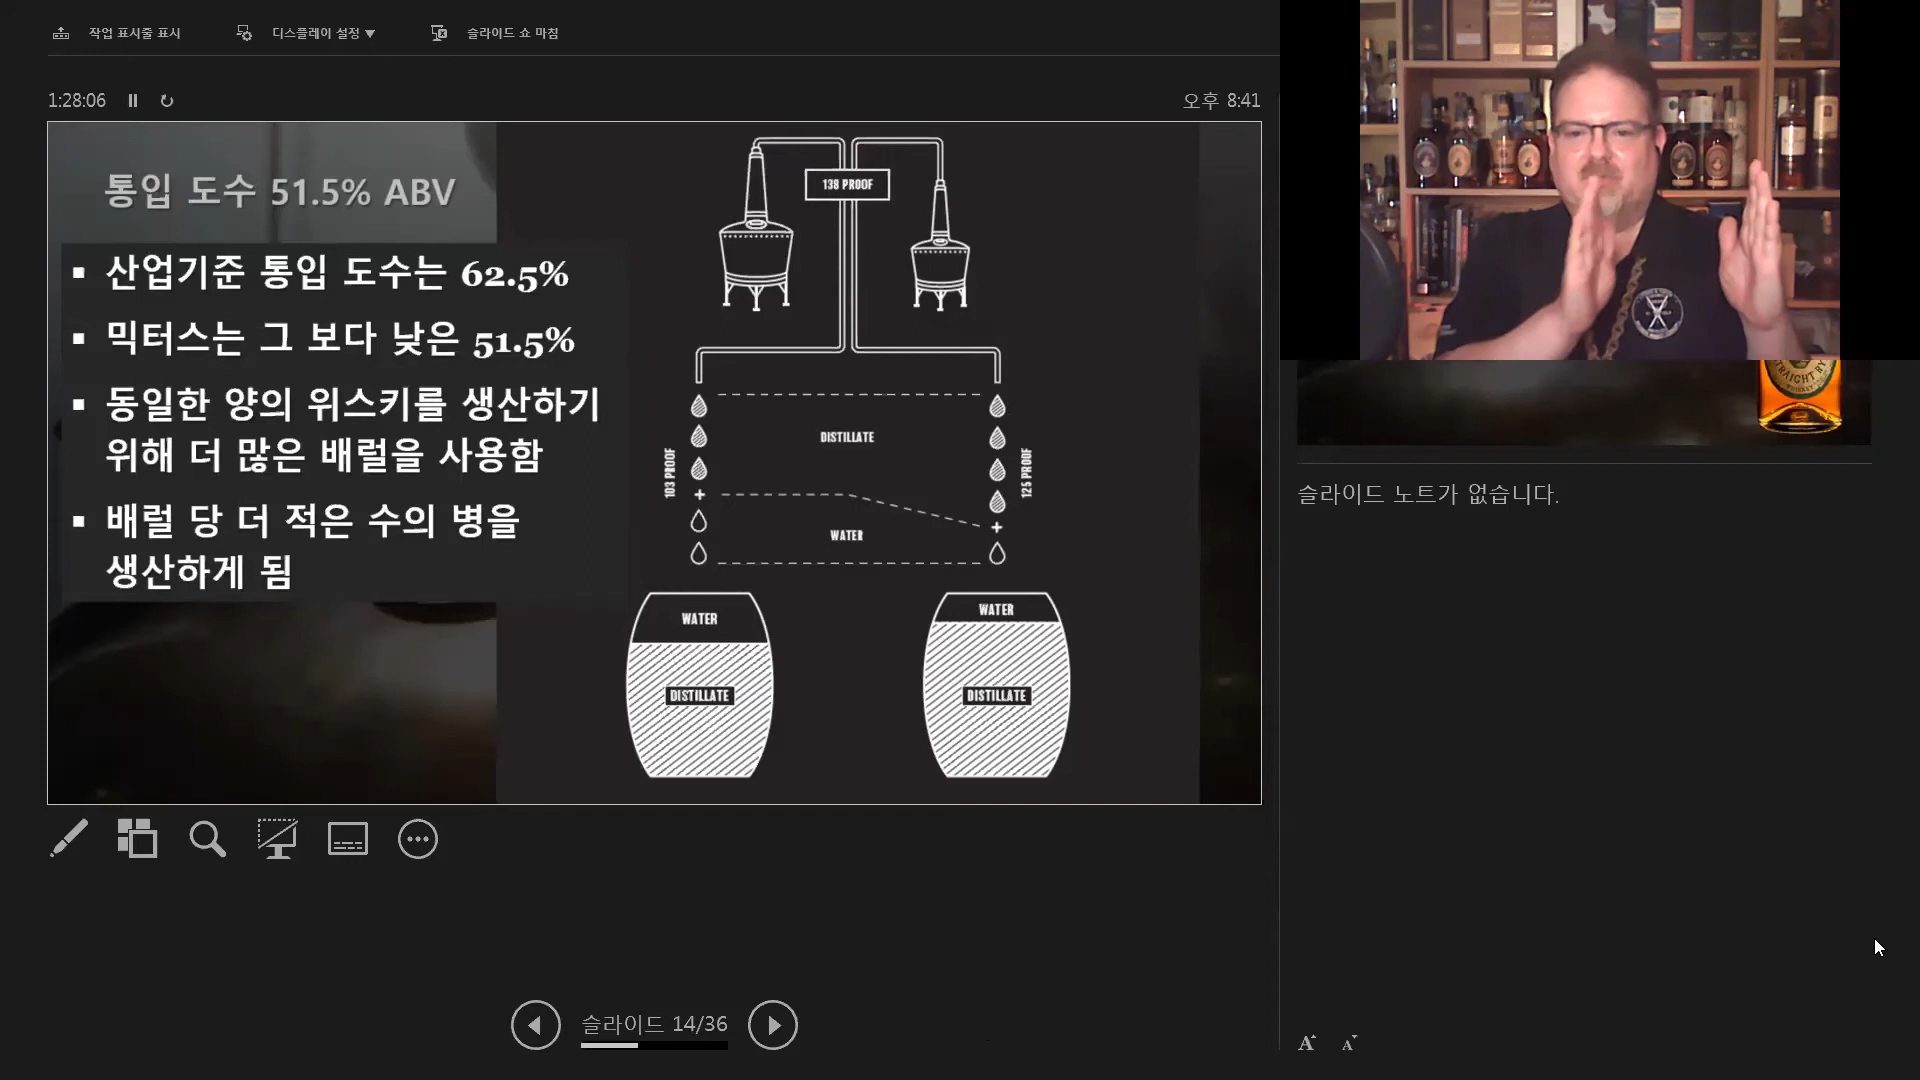 작업 표시줄 표시
디스플레이 설정 ▼
슬라이드 쇼 마침
1:28:06
오후 8:41
통입 도수 51.5% ABV
▪ 산업기준 통입 도수는 62.5%
▪ 믹터스는 그 보다 낮은 51.5%
▪ 동일한 양의 위스키를 생산하기
위해 더 많은 배럴을 사용함
▪ 배럴 당 더 적은 수의 병을
생산하게 됨
138 PROOF
DISTILLATE
103 PROOF
125 PROOF
+
+
WATER
WATER
WATER
DISTILLATE
DISTILLATE
STRAIGHT RY
슬라이드 노트가 없습니다.
슬라이드 14/36
A
A